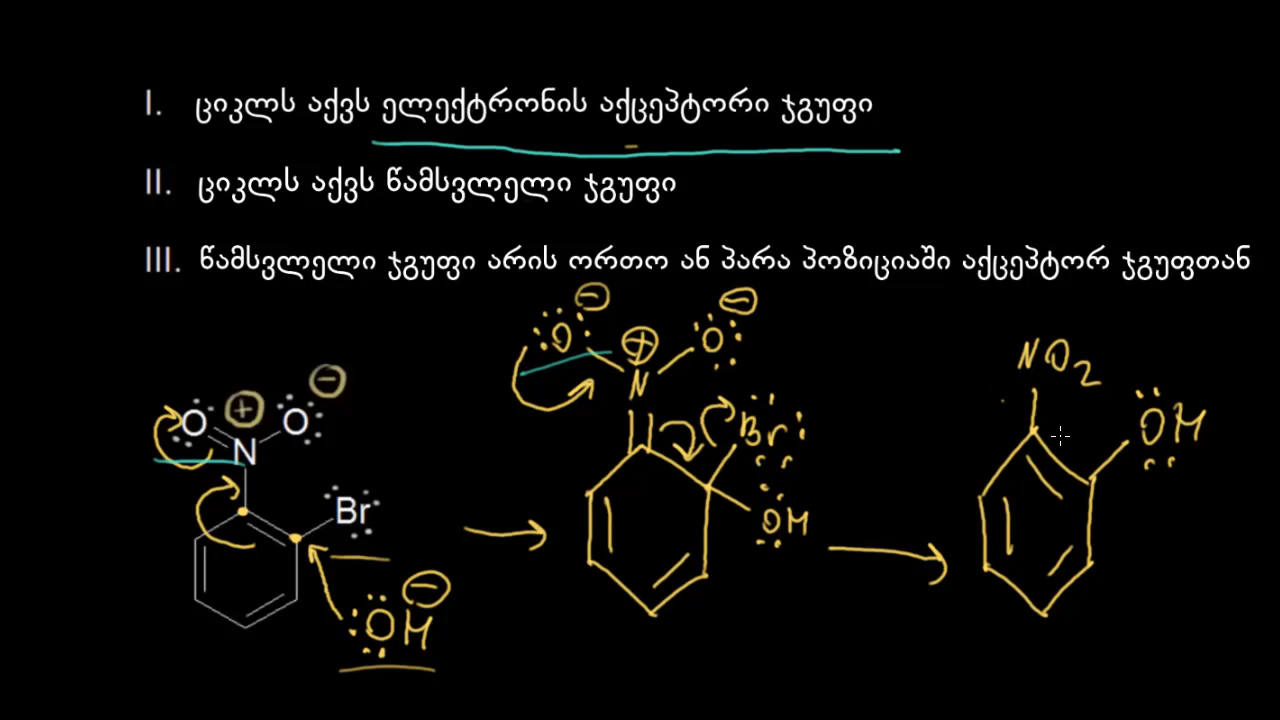 I. ციკლს აქვს ელექტრონის აქცეპტორი ჯგუფი
II. ციკლს აქვს წამსვლელი ჯგუფი
III. წამსვლელი ჯგუფი არის ორთო ან პარა პოზიციაში აქცეპტორ ჯგუფთან
O N + O −
Br
OH −
O − N + O −
Br
OH
NO2
OH